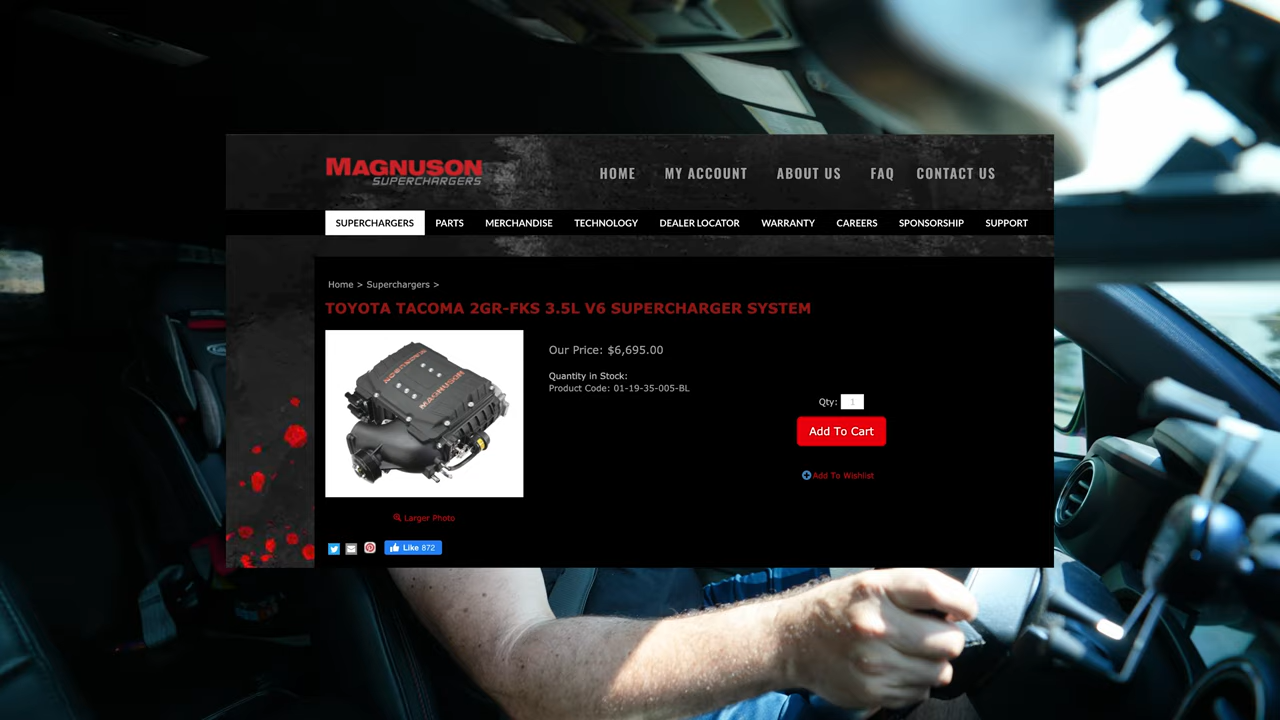 MAGNUSON
SUPERCHARGERS
HOME MY ACCOUNT ABOUT US FAQ CONTACT US
SUPERCHARGERS PARTS MERCHANDISE TECHNOLOGY DEALER LOCATOR WARRANTY CAREERS SPONSORSHIP SUPPORT
Home > Superchargers >
TOYOTA TACOMA 2GR-FKS 3.5L V6 SUPERCHARGER SYSTEM
MAGNUSON
MAGNUSON
Our Price: $6,695.00
Quantity in Stock:
Product Code: 01-19-35-005-BL
Qty: 1
Add To Cart
Add To Wishlist
Larger Photo
Like 872